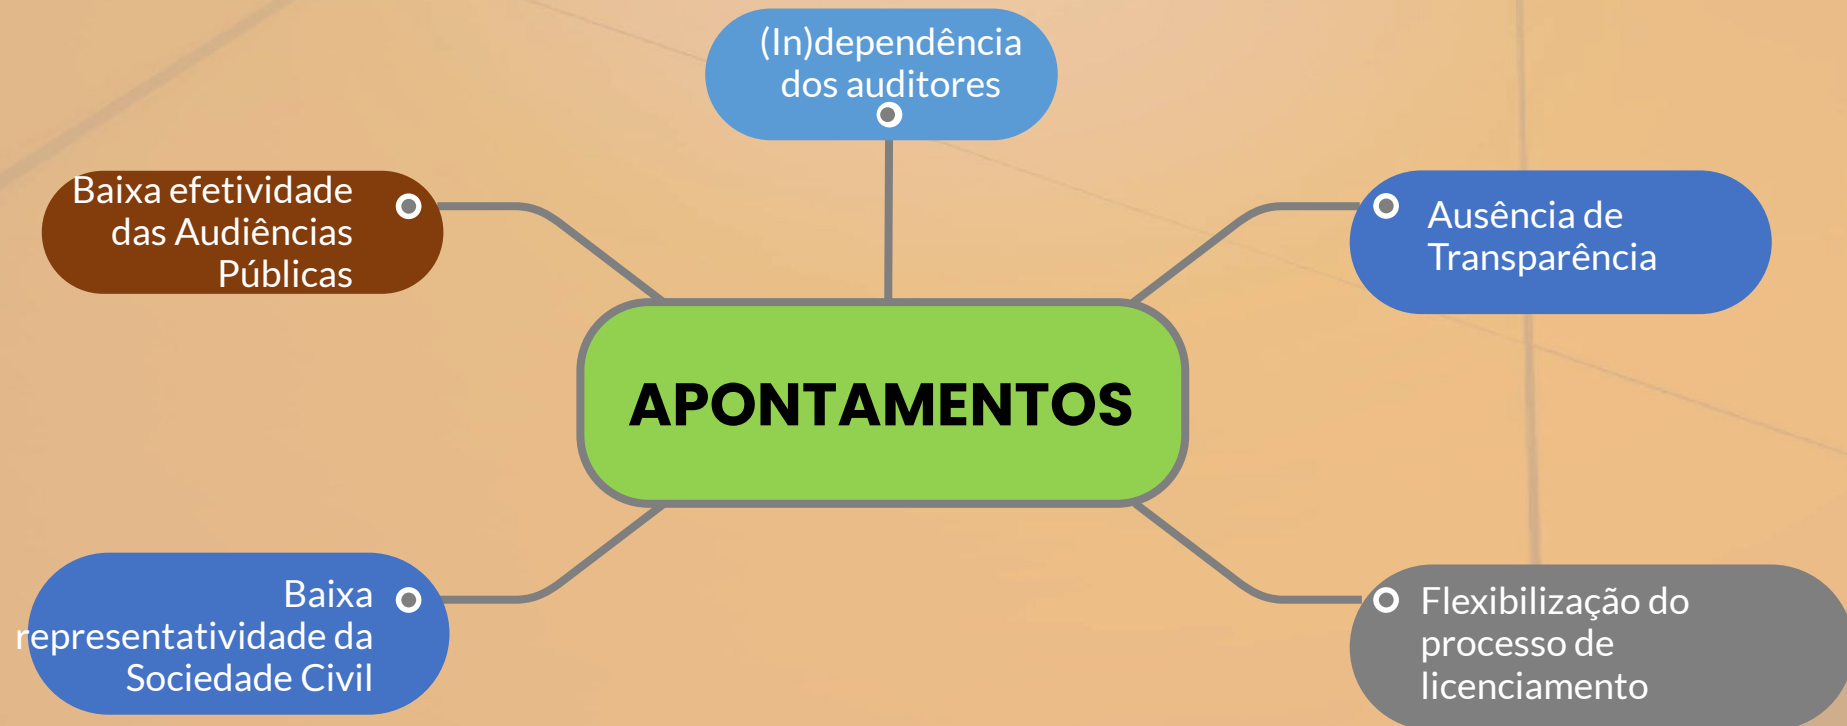 (In)dependência
dos auditores
Baixa efetividade
das Audiências
Públicas
Ausência de
Transparência
APONTAMENTOS
Baixa
representatividade da
Sociedade Civil
Flexibilização do
processo de
licenciamento